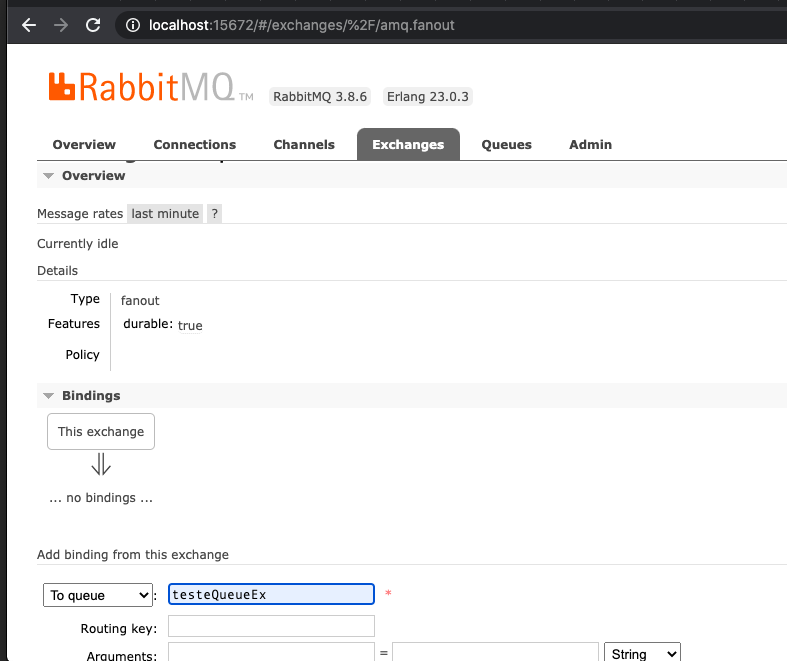 localhost:15672/#/exchanges/%2F/amq.fanout
RabbitMQ TM RabbitMQ 3.8.6 Erlang 23.0.3
Overview Connections Channels Exchanges Queues Admin
Overview
Message rates last minute ?
Currently idle
Details
Type fanout
Features durable: true
Policy
Bindings
This exchange
... no bindings ...
Add binding from this exchange
To queue : testeQueueEx *
Routing key:
Arguments: = String